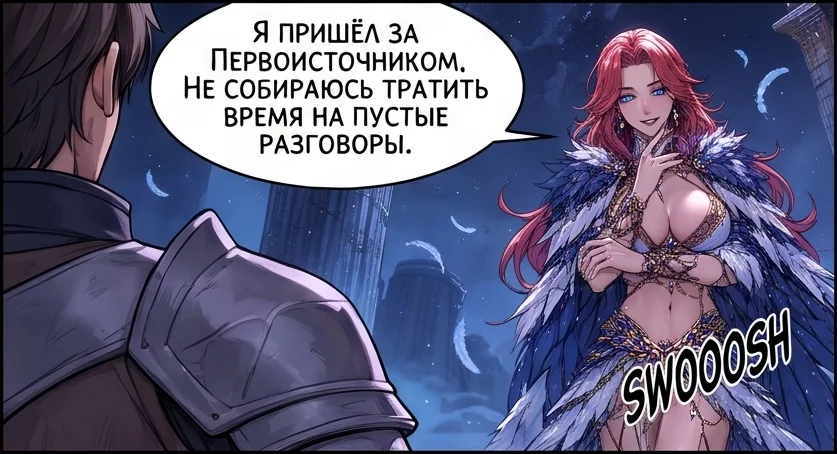 Я ПРИШЁЛ ЗА
ПЕРВОИСТОЧНИКОМ.
НЕ СОБИРАЮСЬ ТРАТИТЬ
ВРЕМЯ НА ПУСТЫЕ
РАЗГОВОРЫ.
SWOOOSH